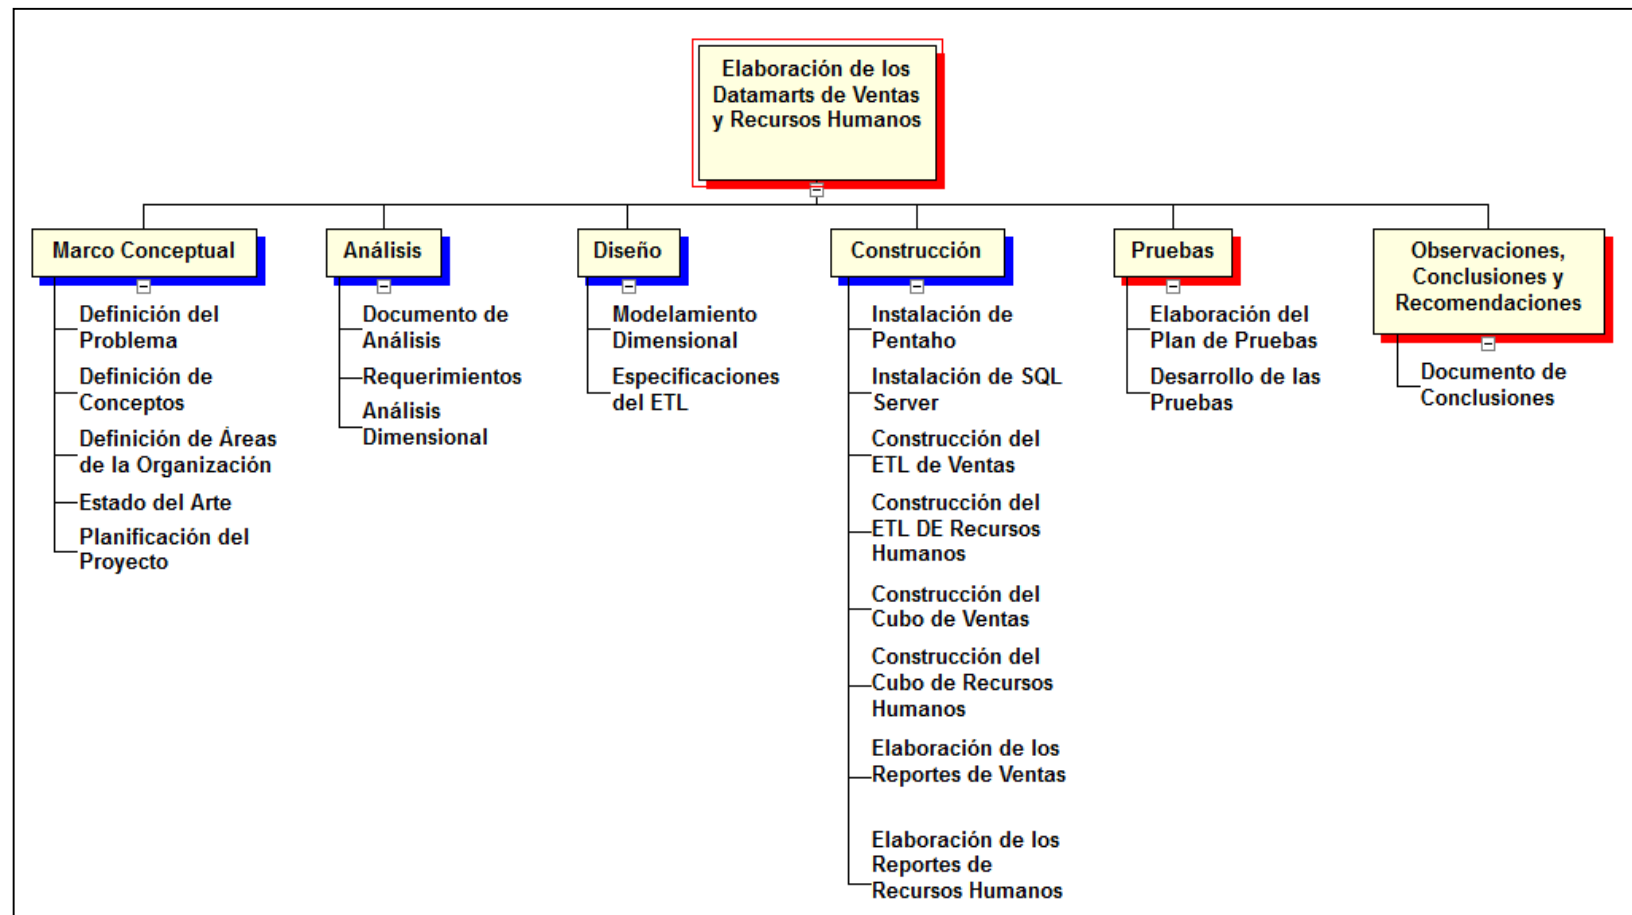 Elaboración de los
Datamarts de Ventas
y Recursos Humanos
Marco Conceptual
Definición del
Problema
Definición de
Conceptos
Definición de Áreas
de la Organización
Estado del Arte
Planificación del
Proyecto
Análisis
Documento de
Análisis
Requerimientos
Análisis
Dimensional
Diseño
Modelamiento
Dimensional
Especificaciones
del ETL
Construcción
Instalación de
Pentaho
Instalación de SQL
Server
Construcción del
ETL de Ventas
Construcción del
ETL DE Recursos
Humanos
Construcción del
Cubo de Ventas
Construcción del
Cubo de Recursos
Humanos
Elaboración de los
Reportes de Ventas
Elaboración de los
Reportes de
Recursos Humanos
Pruebas
Elaboración del
Plan de Pruebas
Desarrollo de las
Pruebas
Observaciones,
Conclusiones y
Recomendaciones
Documento de
Conclusiones